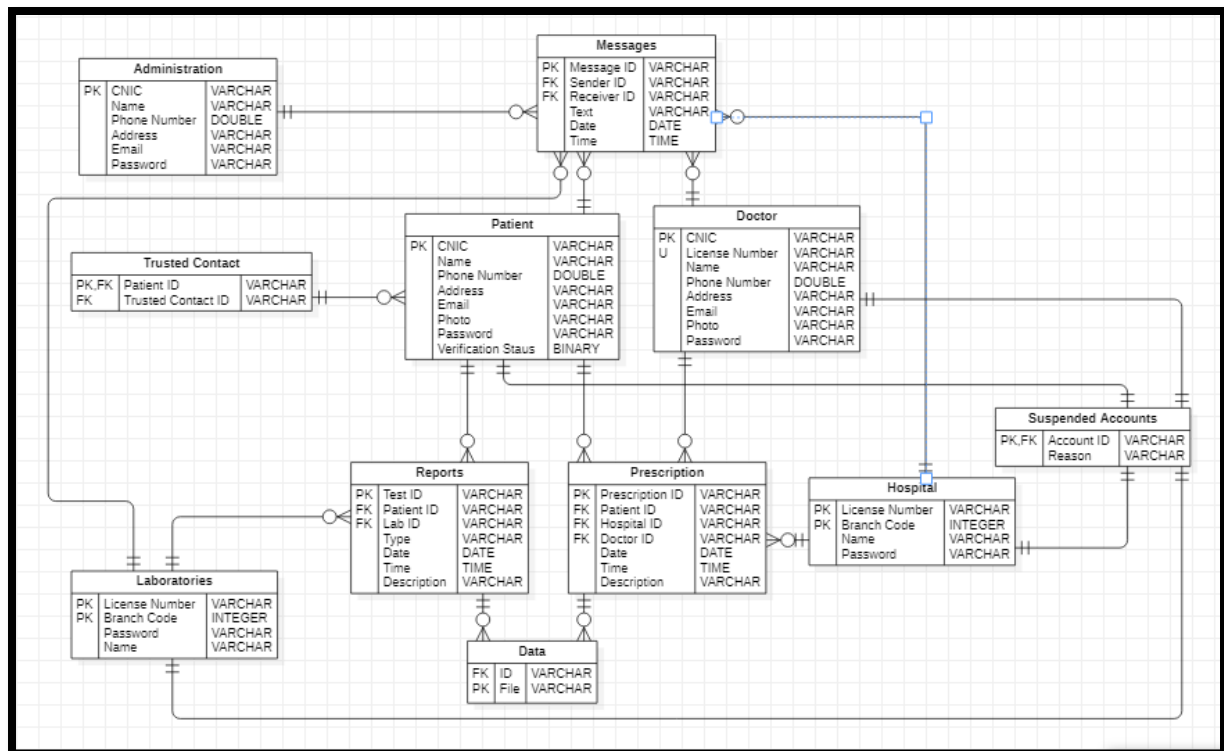 Messages
PK Message ID VARCHAR
FK Sender ID VARCHAR
FK Receiver ID VARCHAR
Text VARCHAR
Date DATE
Time TIME
Administration
PK CNIC VARCHAR
Name VARCHAR
Phone Number DOUBLE
Address VARCHAR
Email VARCHAR
Password VARCHAR
Patient
PK CNIC VARCHAR
Name VARCHAR
Phone Number DOUBLE
Address VARCHAR
Email VARCHAR
Photo VARCHAR
Password VARCHAR
Verification Staus BINARY
Doctor
PK CNIC VARCHAR
U License Number VARCHAR
Name VARCHAR
Phone Number DOUBLE
Address VARCHAR
Email VARCHAR
Photo VARCHAR
Password VARCHAR
Trusted Contact
PK,FK Patient ID VARCHAR
FK Trusted Contact ID VARCHAR
Suspended Accounts
PK,FK Account ID VARCHAR
Reason VARCHAR
Reports
PK Test ID VARCHAR
FK Patient ID VARCHAR
FK Lab ID VARCHAR
Type VARCHAR
Date DATE
Time TIME
Description VARCHAR
Prescription
PK Prescription ID VARCHAR
FK Patient ID VARCHAR
FK Hospital ID VARCHAR
FK Doctor ID VARCHAR
Date DATE
Time TIME
Description VARCHAR
Hospital
PK License Number VARCHAR
PK Branch Code INTEGER
Name VARCHAR
Password VARCHAR
Laboratories
PK License Number VARCHAR
PK Branch Code INTEGER
Password VARCHAR
Name VARCHAR
Data
FK ID VARCHAR
PK File VARCHAR